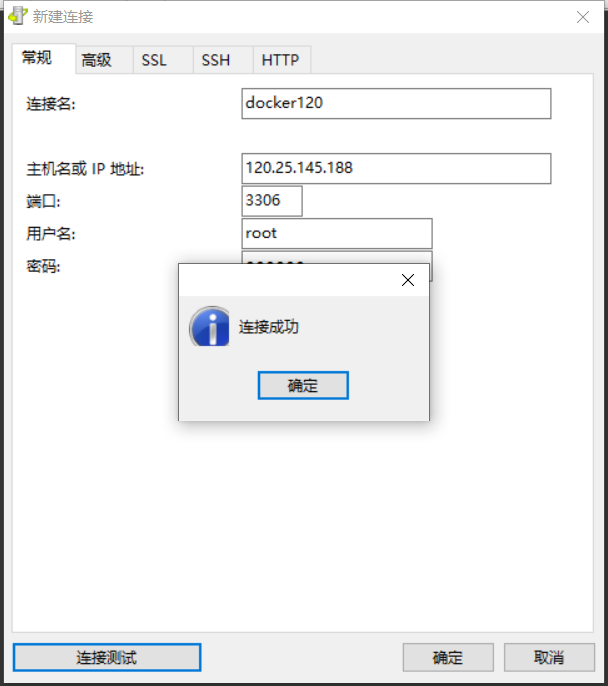 新建连接
常规 高级 SSL SSH HTTP
连接名: docker120
主机名或 IP 地址: 120.25.145.188
端口: 3306
用户名: root
密码:
连接成功
确定
连接测试 确定 取消